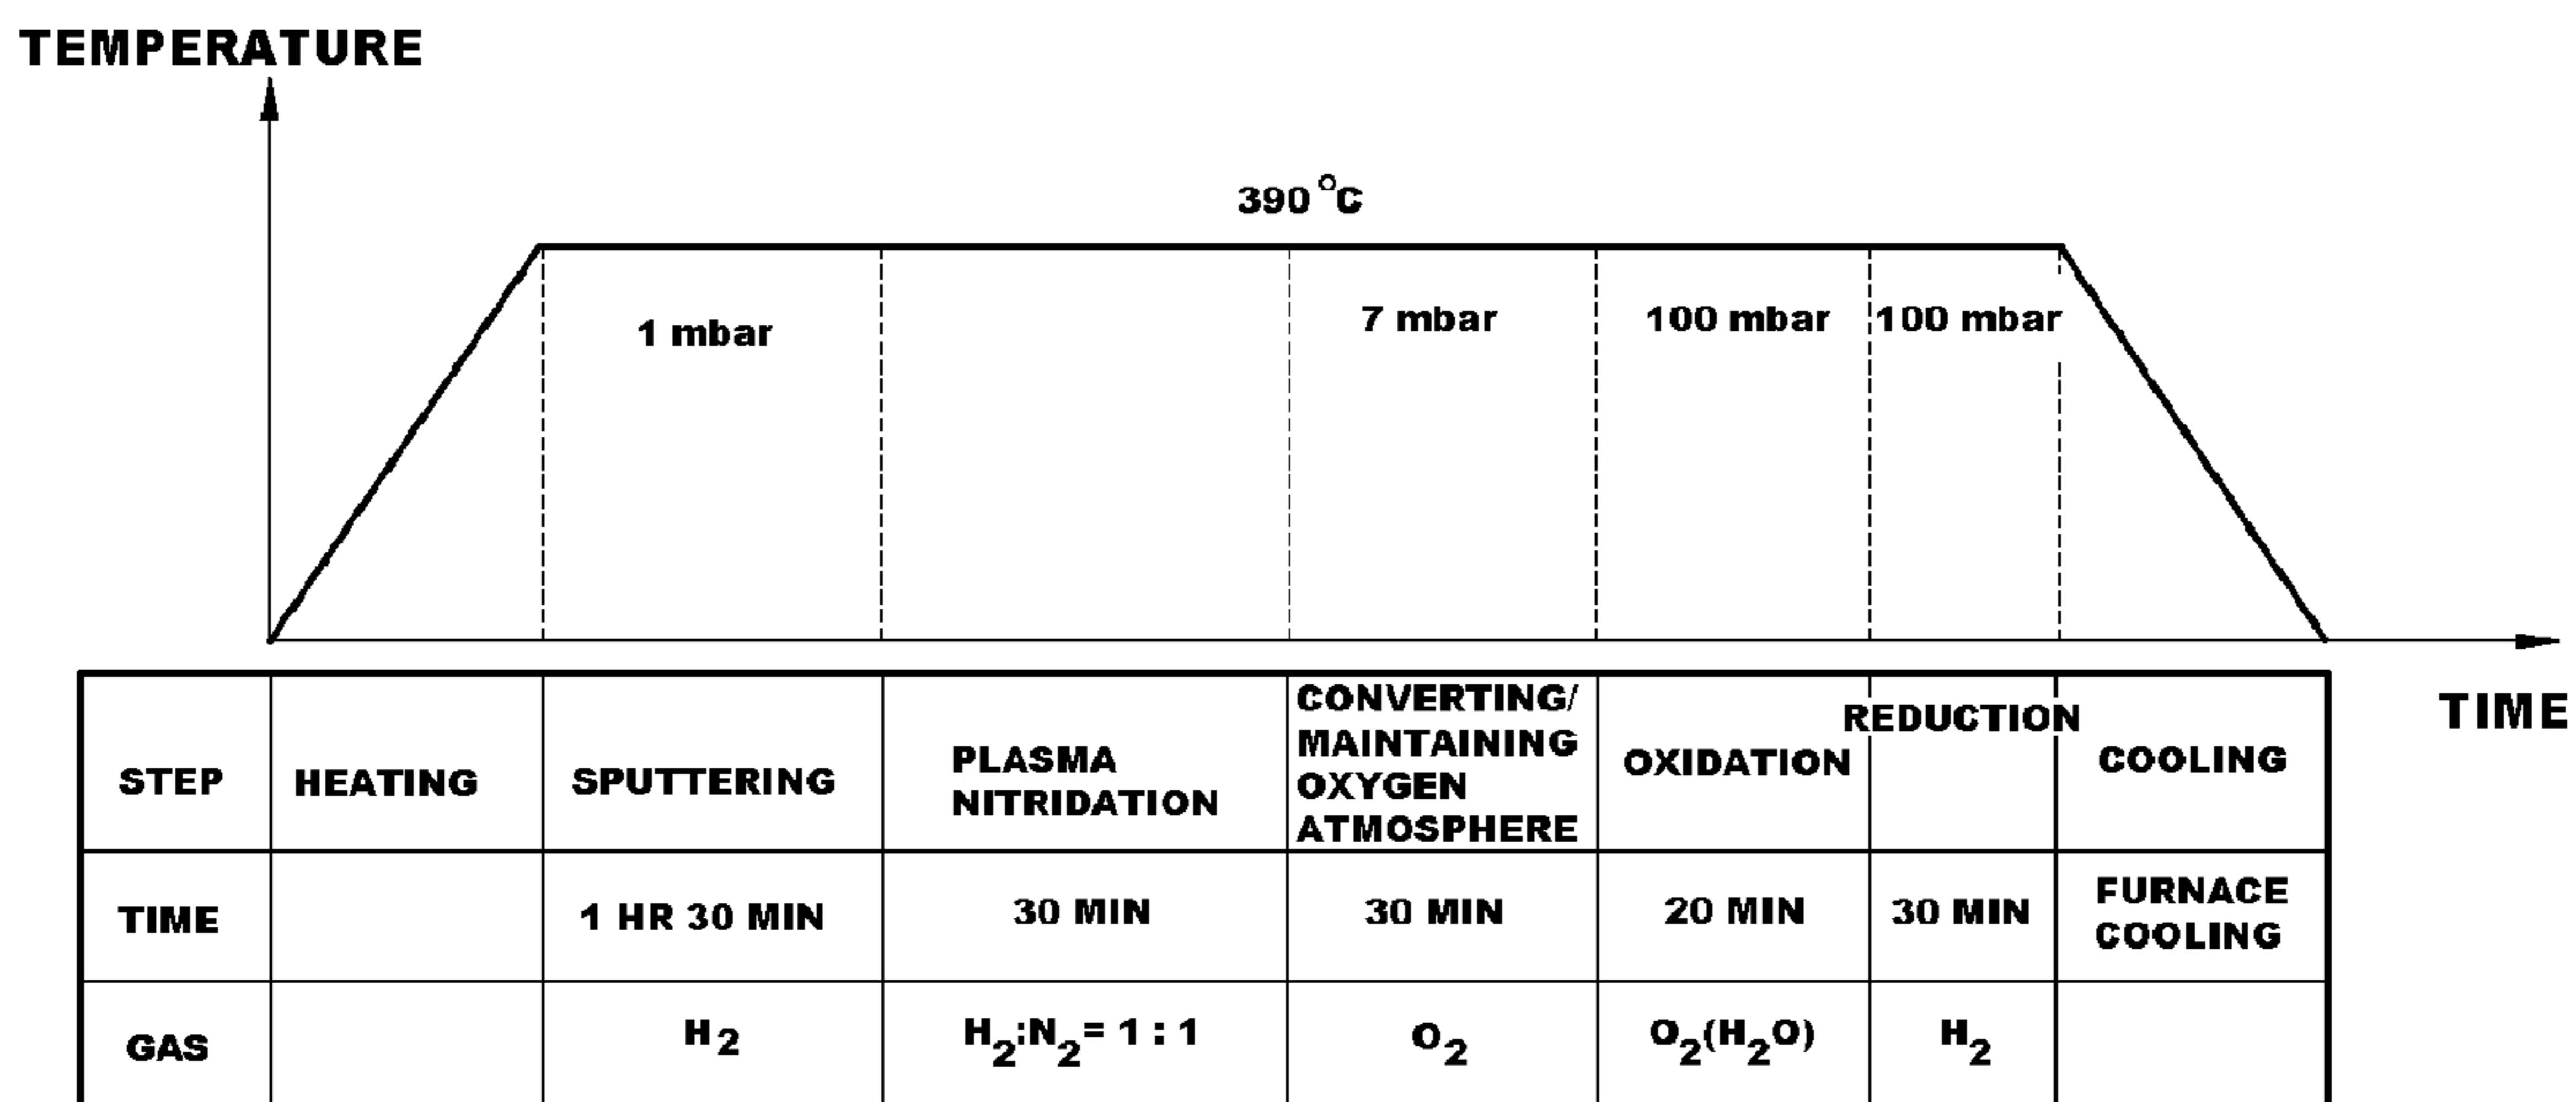 TEMPERATURE
390°C
1 mbar
7 mbar
100 mbar
100 mbar
TIME
STEP
HEATING
SPUTTERING
PLASMA
NITRIDATION
CONVERTING/
MAINTAINING
OXYGEN
ATMOSPHERE
OXIDATION
REDUCTION
COOLING
TIME
1 HR 30 MIN
30 MIN
30 MIN
20 MIN
30 MIN
FURNACE
COOLING
GAS
H₂
H₂:N₂= 1 : 1
O₂
O₂(H₂O)
H₂